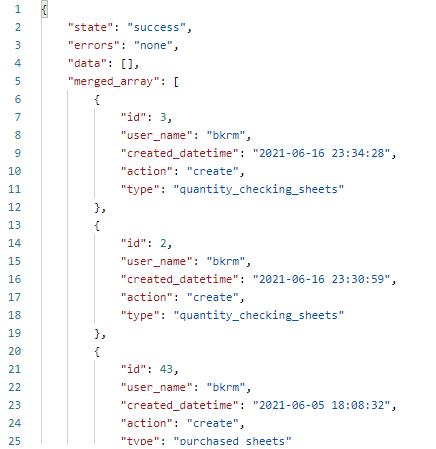 1 {
2 "state": "success",
3 "errors": "none",
4 "data": [],
5 "merged_array": [
6 {
7 "id": 3,
8 "user_name": "bkrm",
9 "created_datetime": "2021-06-16 23:34:28",
10 "action": "create",
11 "type": "quantity_checking_sheets"
12 },
13 {
14 "id": 2,
15 "user_name": "bkrm",
16 "created_datetime": "2021-06-16 23:30:59",
17 "action": "create",
18 "type": "quantity_checking_sheets"
19 },
20 {
21 "id": 43,
22 "user_name": "bkrm",
23 "created_datetime": "2021-06-05 18:08:32",
24 "action": "create",
25 "type": "purchased_sheets"